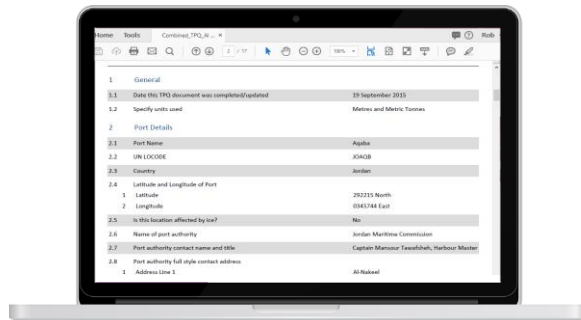 Home Tools Combined_TPQ_Al ... × Rob
2 / 17
1 General
1.1 Date this TPQ document was completed/updated 19 September 2015
1.2 Specify units used Metres and Metric Tonnes
2 Port Details
2.1 Port Name Aqaba
2.2 UN LOCODE JOAQB
2.3 Country Jordan
2.4 Latitude and Longitude of Port
1 Latitude 292215 North
2 Longitude 0345744 East
2.5 Is this location affected by ice? No
2.6 Name of port authority Jordan Maritime Commission
2.7 Port authority contact name and title Captain Mansour Tawafsheh, Harbour Master
2.8 Port authority full style contact address
1 Address Line 1 Al-Nakeel